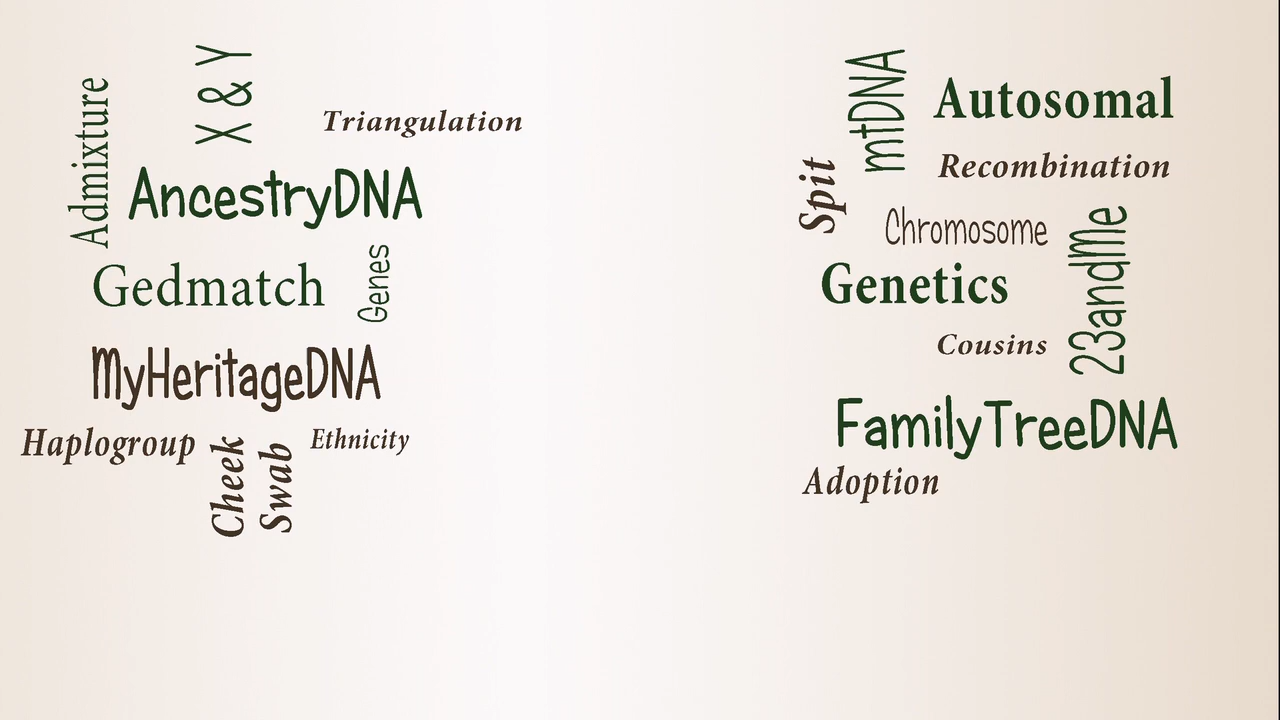 Admixture
X & Y
Triangulation
AncestryDNA
Gedmatch
Genes
MyHeritageDNA
Haplogroup
Cheek
Swab
Ethnicity
mtDNA
Autosomal
Spit
Recombination
Chromosome
23andMe
Genetics
Cousins
FamilyTreeDNA
Adoption